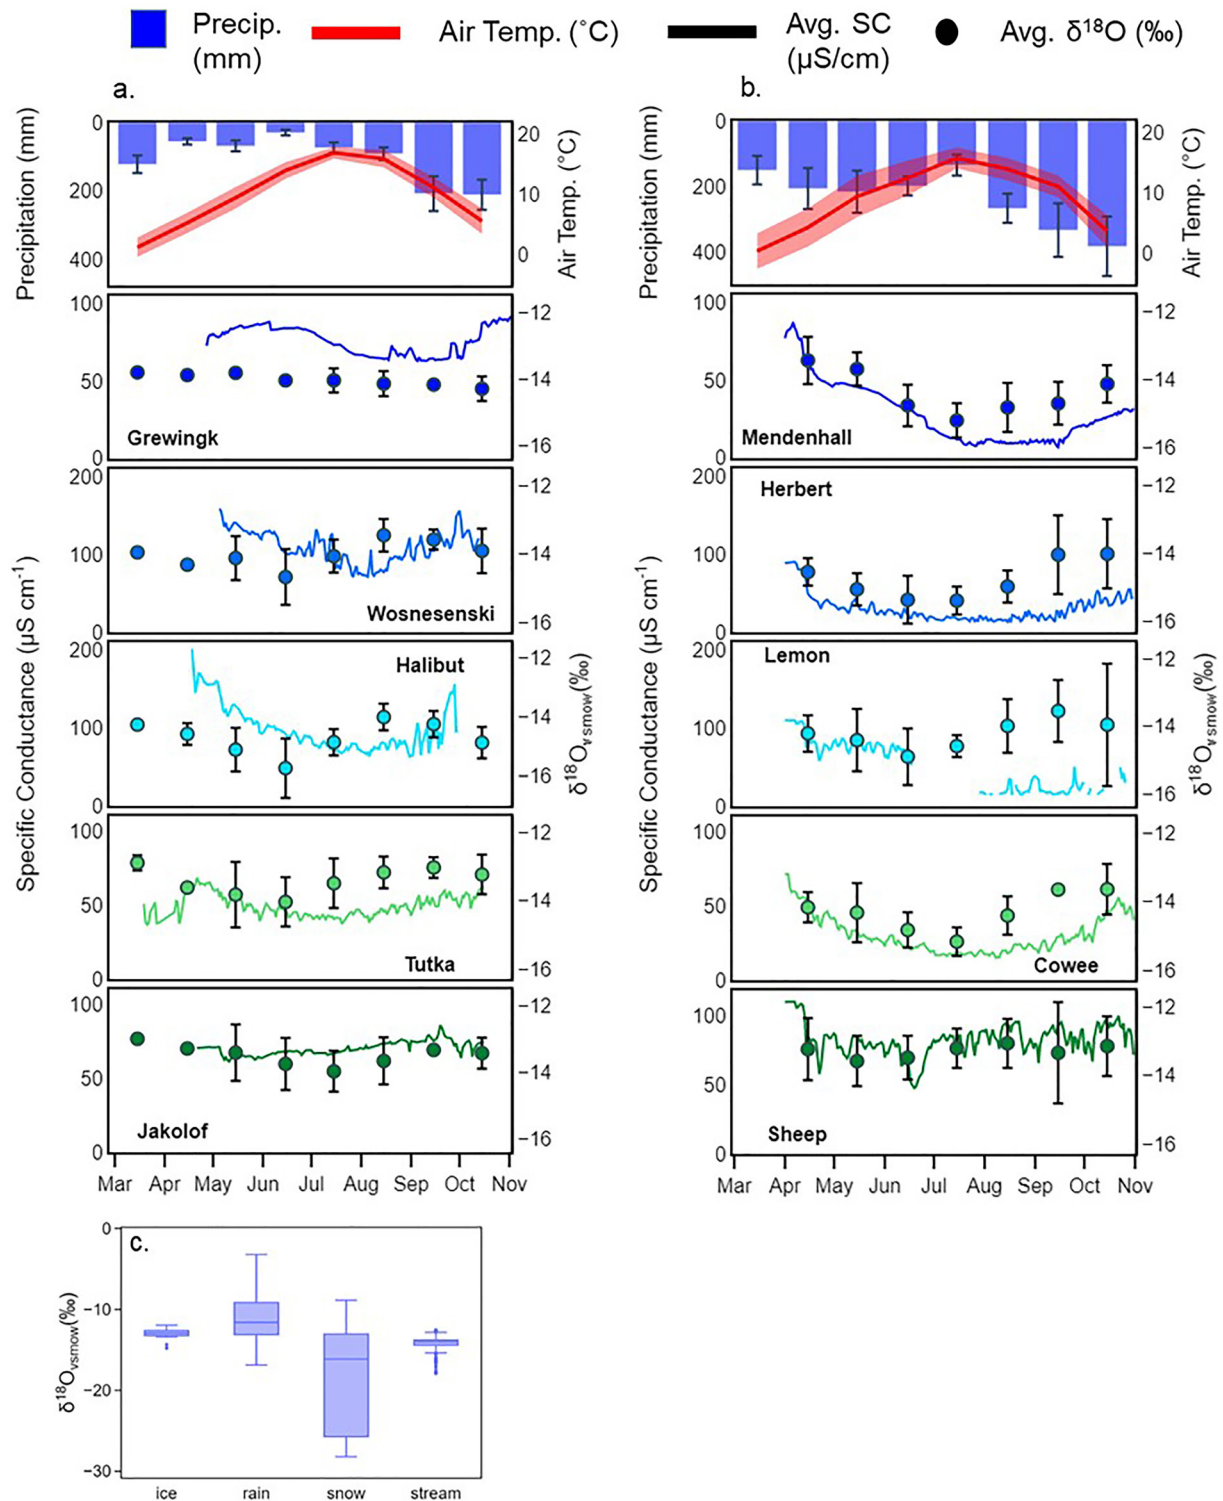 Precip. (mm)
Air Temp. (°C)
Avg. SC (µS/cm)
Avg. δ¹⁸O (‰)
a.
Precipitation (mm)
0
200
400
20
10
0
Air Temp. (°C)
b.
Precipitation (mm)
0
200
400
20
10
0
Air Temp. (°C)
Specific Conductance (µS cm⁻¹)
δ¹⁸Ovsmow(‰)
100
50
0
Grewingk
−12
−14
−16
200
100
0
Wosnesenski
−12
−14
−16
200
100
0
Halibut
−12
−14
−16
100
50
0
Tutka
−12
−14
−16
100
50
0
Jakolof
−12
−14
−16
Mar Apr May Jun Jul Aug Sep Oct Nov
Specific Conductance (µS cm⁻¹)
δ¹⁸Ovsmow(‰)
100
50
0
Mendenhall
−12
−14
−16
200
100
0
Herbert
−12
−14
−16
200
100
0
Lemon
−12
−14
−16
100
50
0
Cowee
−12
−14
−16
100
50
0
Sheep
−12
−14
−16
Mar Apr May Jun Jul Aug Sep Oct Nov
c.
δ¹⁸Ovsmow(‰)
0
−10
−20
−30
ice rain snow stream